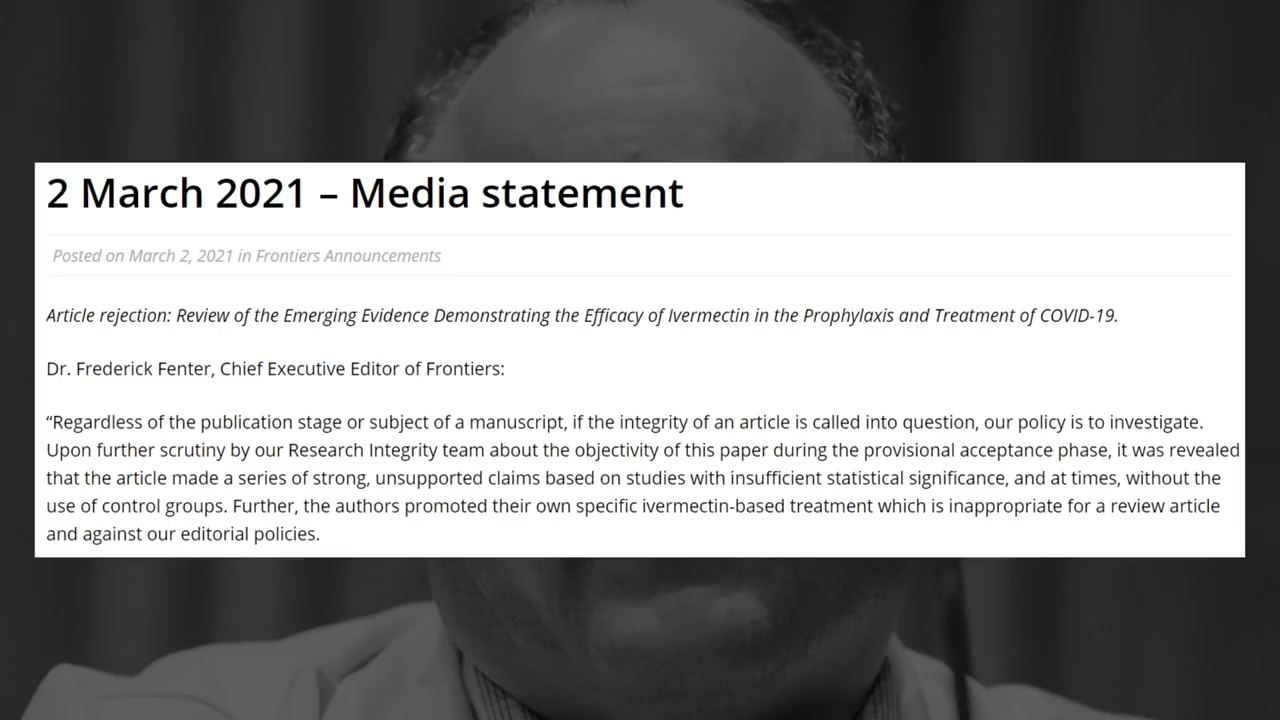 2 March 2021 – Media statement
Posted on March 2, 2021 in Frontiers Announcements
Article rejection: Review of the Emerging Evidence Demonstrating the Efficacy of Ivermectin in the Prophylaxis and Treatment of COVID-19.
Dr. Frederick Fenter, Chief Executive Editor of Frontiers:
“Regardless of the publication stage or subject of a manuscript, if the integrity of an article is called into question, our policy is to investigate.
Upon further scrutiny by our Research Integrity team about the objectivity of this paper during the provisional acceptance phase, it was revealed
that the article made a series of strong, unsupported claims based on studies with insufficient statistical significance, and at times, without the
use of control groups. Further, the authors promoted their own specific ivermectin-based treatment which is inappropriate for a review article
and against our editorial policies.